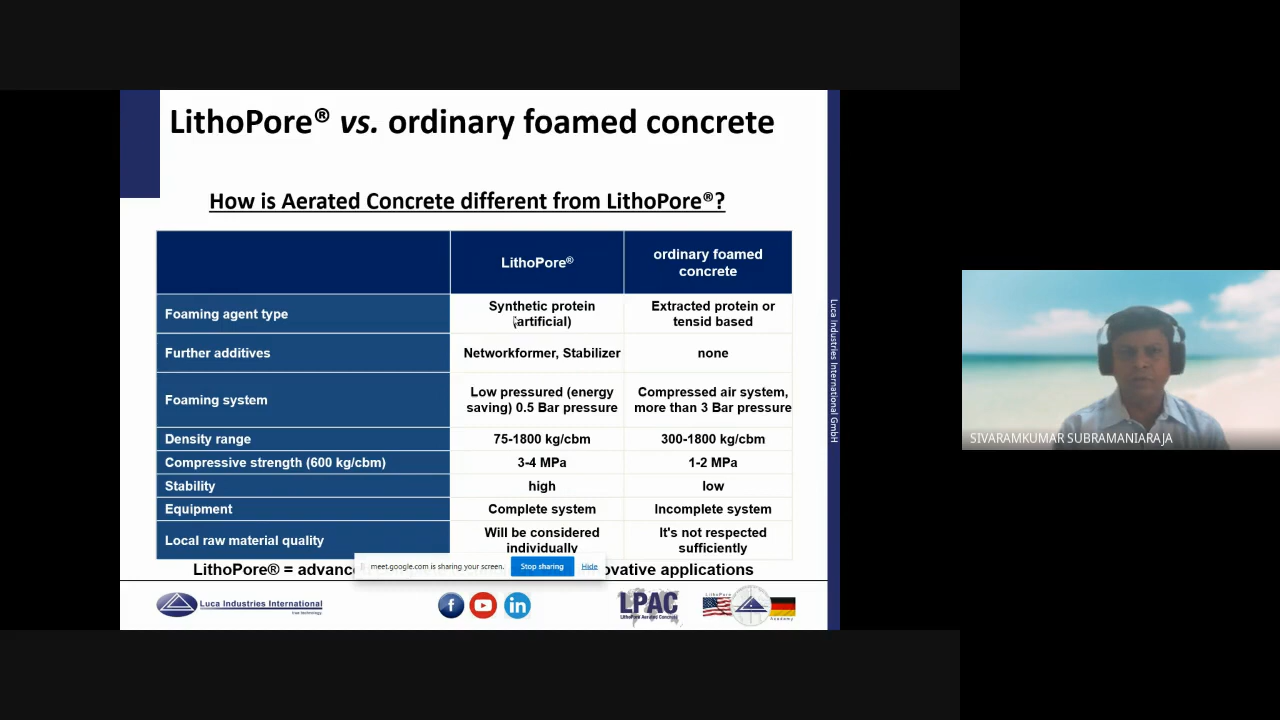 LithoPore® vs. ordinary foamed concrete
How is Aerated Concrete different from LithoPore®?
LithoPore®
ordinary foamed
concrete
Foaming agent type
Synthetic protein
(artificial)
Extracted protein or
tensid based
Further additives
Networkformer, Stabilizer
none
Foaming system
Low pressured (energy
saving) 0.5 Bar pressure
Compressed air system,
more than 3 Bar pressure
Density range
75-1800 kg/cbm
300-1800 kg/cbm
Compressive strength (600 kg/cbm)
3-4 MPa
1-2 MPa
Stability
high
low
Equipment
Complete system
Incomplete system
Local raw material quality
Will be considered
individually
It's not respected
sufficiently
LithoPore® = advance
ovative applications
meet.google.com is sharing your screen.
Stop sharing
Hide
Luca Industries International
LPAC
LithoPore Aerated Concrete
LithoPore
Academy
Luca Industries International GmbH
SIVARAMKUMAR SUBRAMANIARAJA